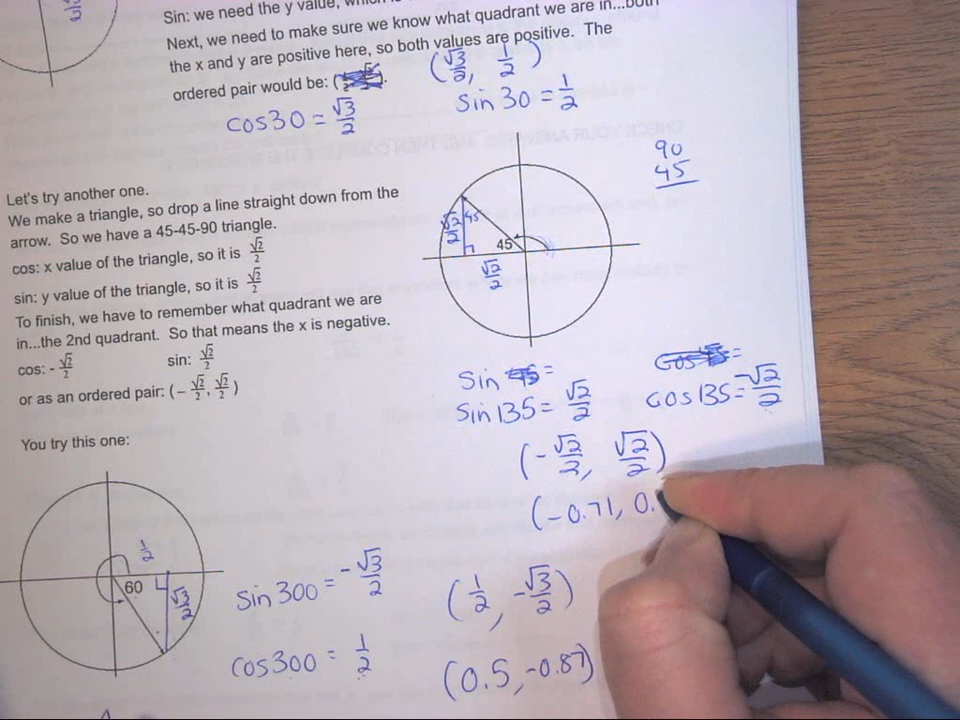 √3/2
Sin: we need the y value,
Next, we need to make sure we know what quadrant we are in...both
the x and y are positive here, so both values are positive. The
ordered pair would be: ( ).
(√3/2, 1/2)
cos30 = √3/2
sin 30 = 1/2
90
45
Let's try another one.
We make a triangle, so drop a line straight down from the
arrow. So we have a 45-45-90 triangle.
cos: x value of the triangle, so it is √2/2
sin: y value of the triangle, so it is √2/2
To finish, we have to remember what quadrant we are
in...the 2nd quadrant. So that means the x is negative.
cos: - √2/2 sin: √2/2
or as an ordered pair: (- √2/2, √2/2)
√2/2
45
45
√2/2
Sin 45 =
Cos 45 =
Sin 135 = √2/2
Cos 135 = -√2/2
(-√2/2, √2/2)
(-0.71, 0.
You try this one:
1/2
60
√3/2
Sin 300 = -√3/2
(1/2, -√3/2)
cos300 = 1/2
(0.5, -0.87)